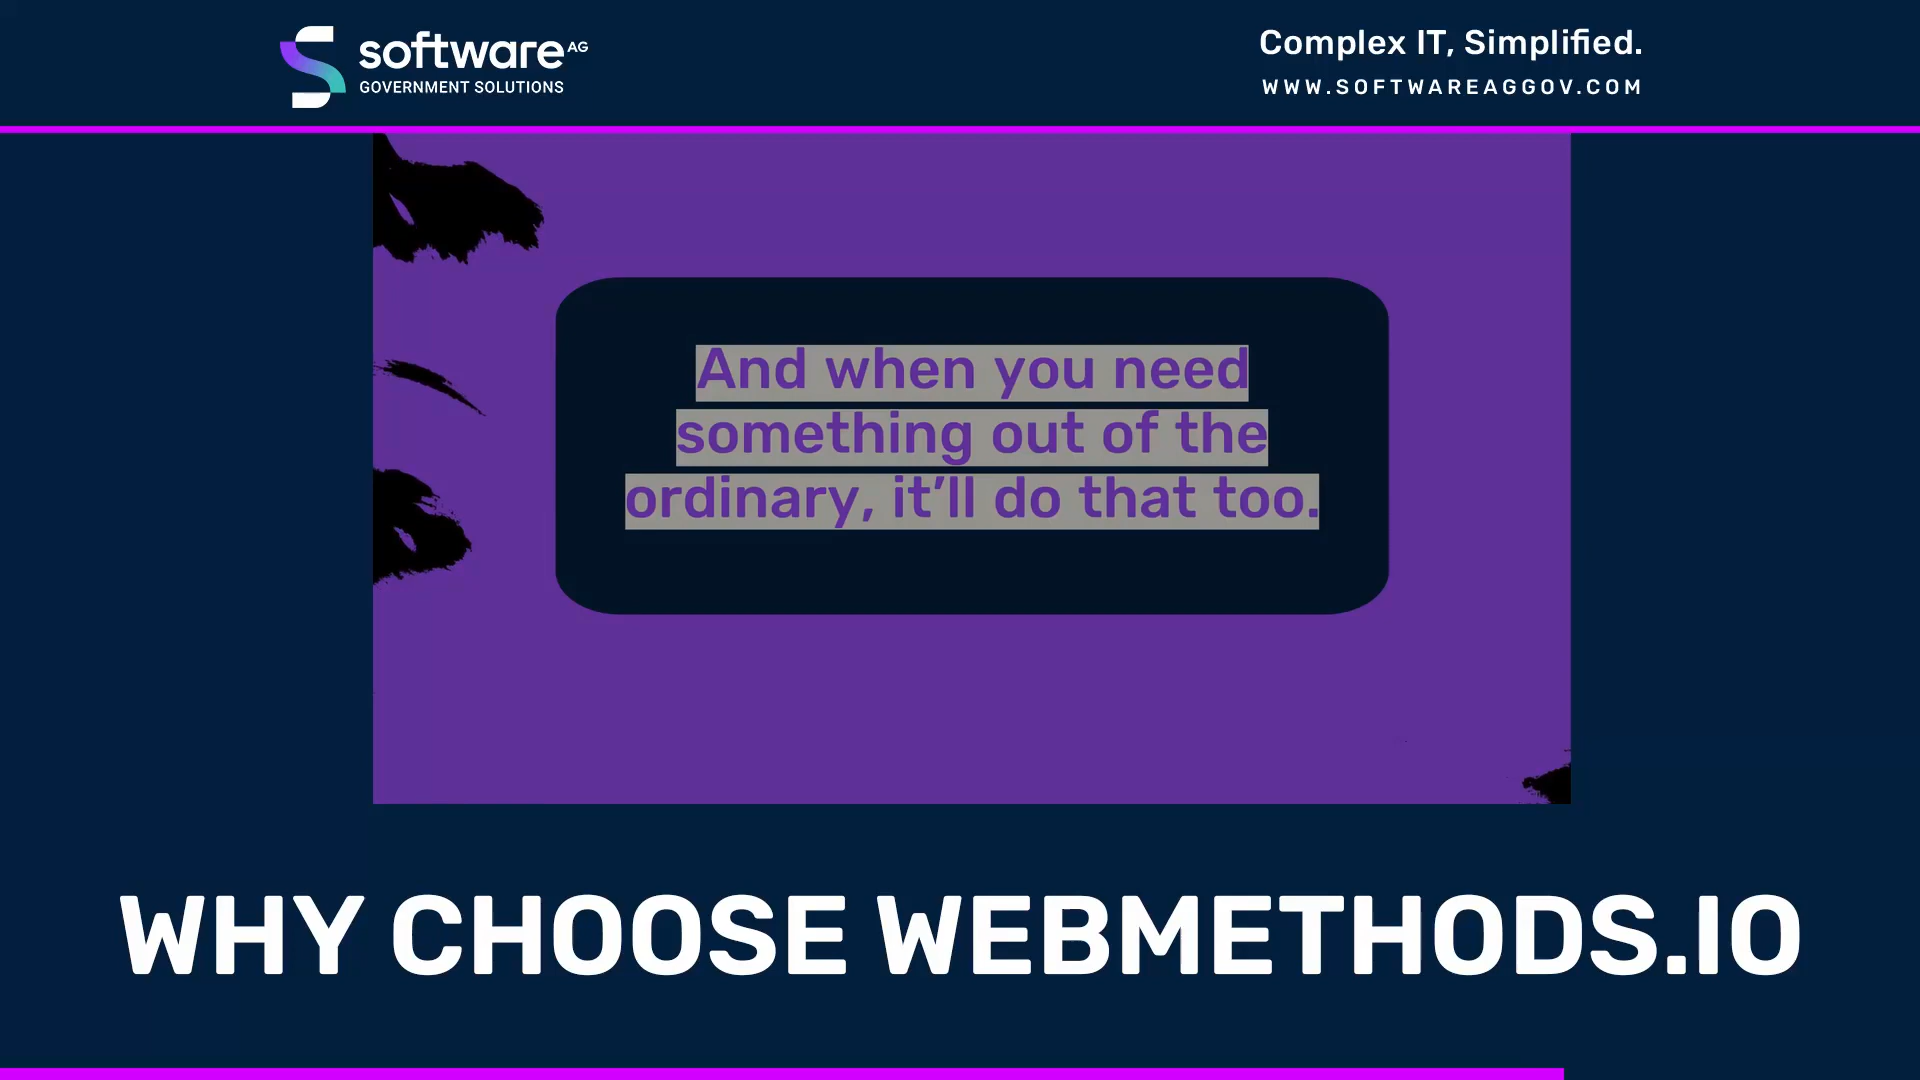 software AG
GOVERNMENT SOLUTIONS
Complex IT, Simplified.
WWW.SOFTWAREAGGOV.COM
And when you need
something out of the
ordinary, it’ll do that too.
WHY CHOOSE WEBMETHODS.IO